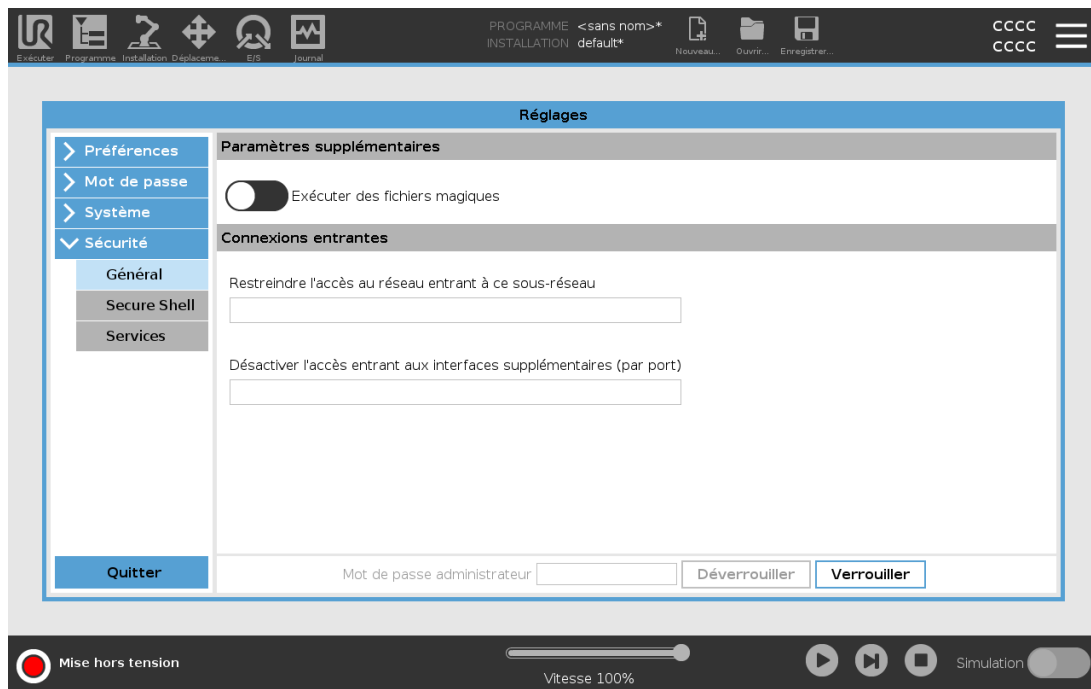 PROGRAMME <sans nom>*
INSTALLATION default*
CCCC
CCCC
Exécuter Programme Installation Déplaceme... E/S Journal
Nouveau... Ouvrir... Enregistrer...
Réglages
Préférences
Mot de passe
Système
Sécurité
Général
Secure Shell
Services
Quitter
Paramètres supplémentaires
Exécuter des fichiers magiques
Connexions entrantes
Restreindre l'accès au réseau entrant à ce sous-réseau
Désactiver l'accès entrant aux interfaces supplémentaires (par port)
Mot de passe administrateur Déverrouiller Verrouiller
Mise hors tension
Vitesse 100%
Simulation